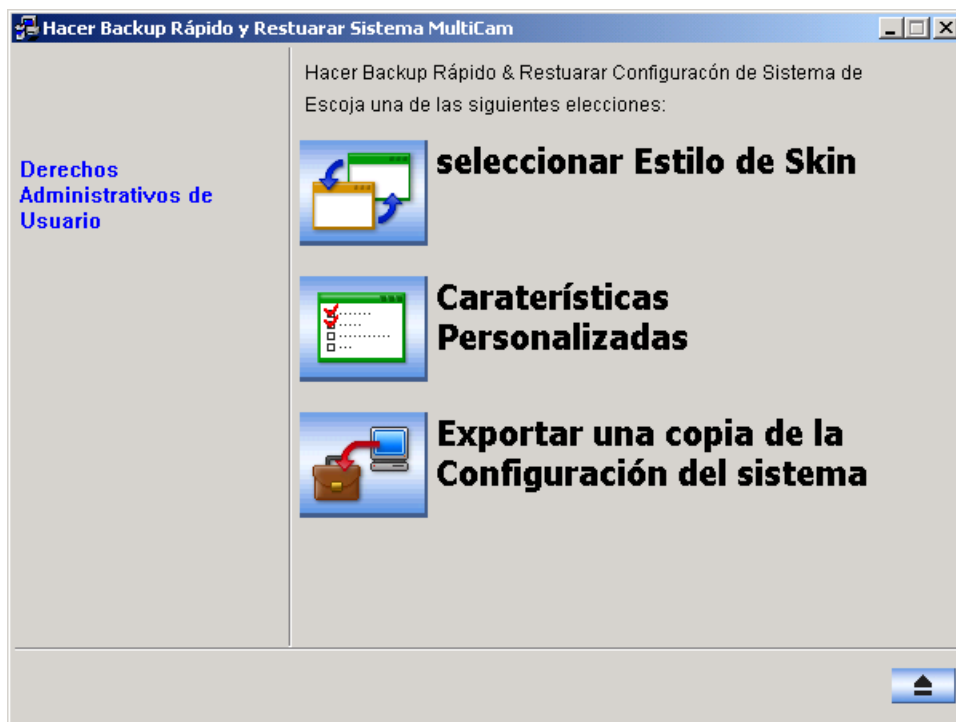 Hacer Backup Rápido y Restuarar Sistema MultiCam
Hacer Backup Rápido & Restuarar Configuracón de Sistema de
Escoja una de las siguientes elecciones:
Derechos
Administrativos de
Usuario
seleccionar Estilo de Skin
Caraterísticas
Personalizadas
Exportar una copia de la
Configuración del sistema